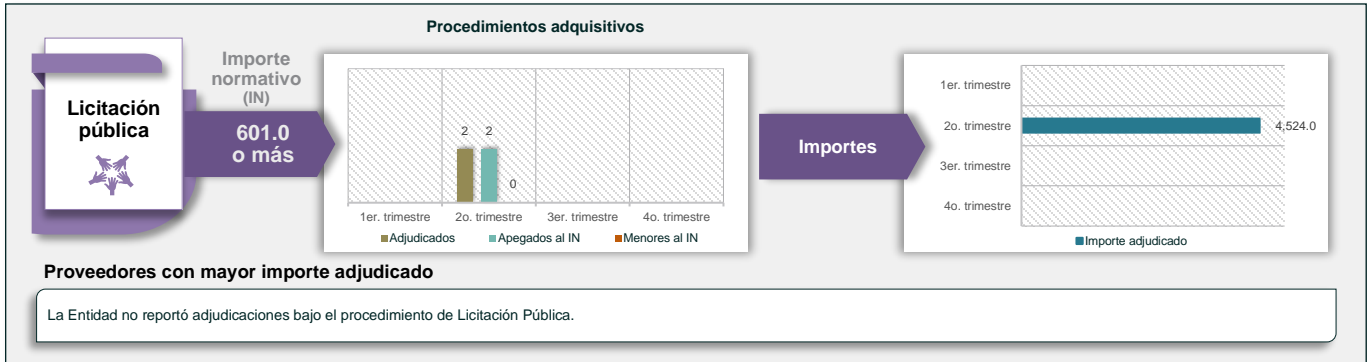 Procedimientos adquisitivos
Licitación
pública
Importe
normativo
(IN)
601.0
o más
2
2
0
1er. trimestre
2o. trimestre
3er. trimestre
4o. trimestre
Adjudicados
Apegados al IN
Menores al IN
Importes
1er. trimestre
2o. trimestre
4,524.0
3er. trimestre
4o. trimestre
Importe adjudicado
Proveedores con mayor importe adjudicado
La Entidad no reportó adjudicaciones bajo el procedimiento de Licitación Pública.